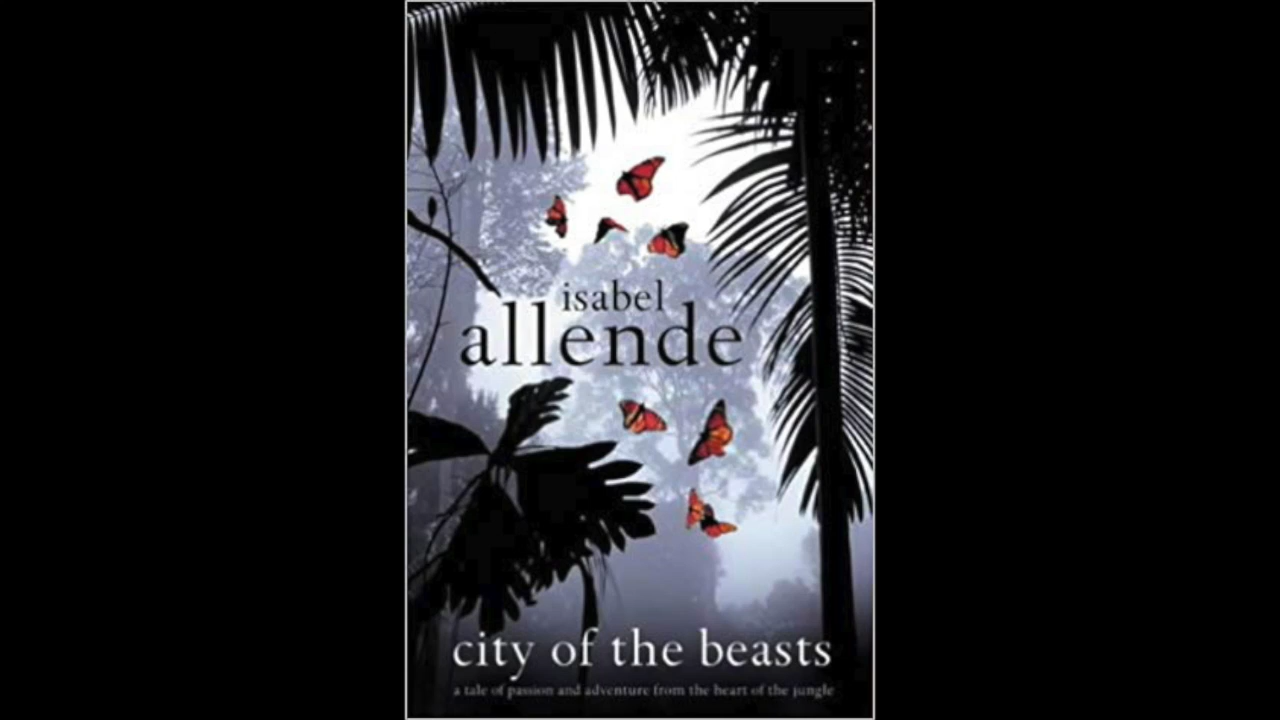 isabel
allende
city of the beasts
a tale of passion and adventure from the heart of the jungle